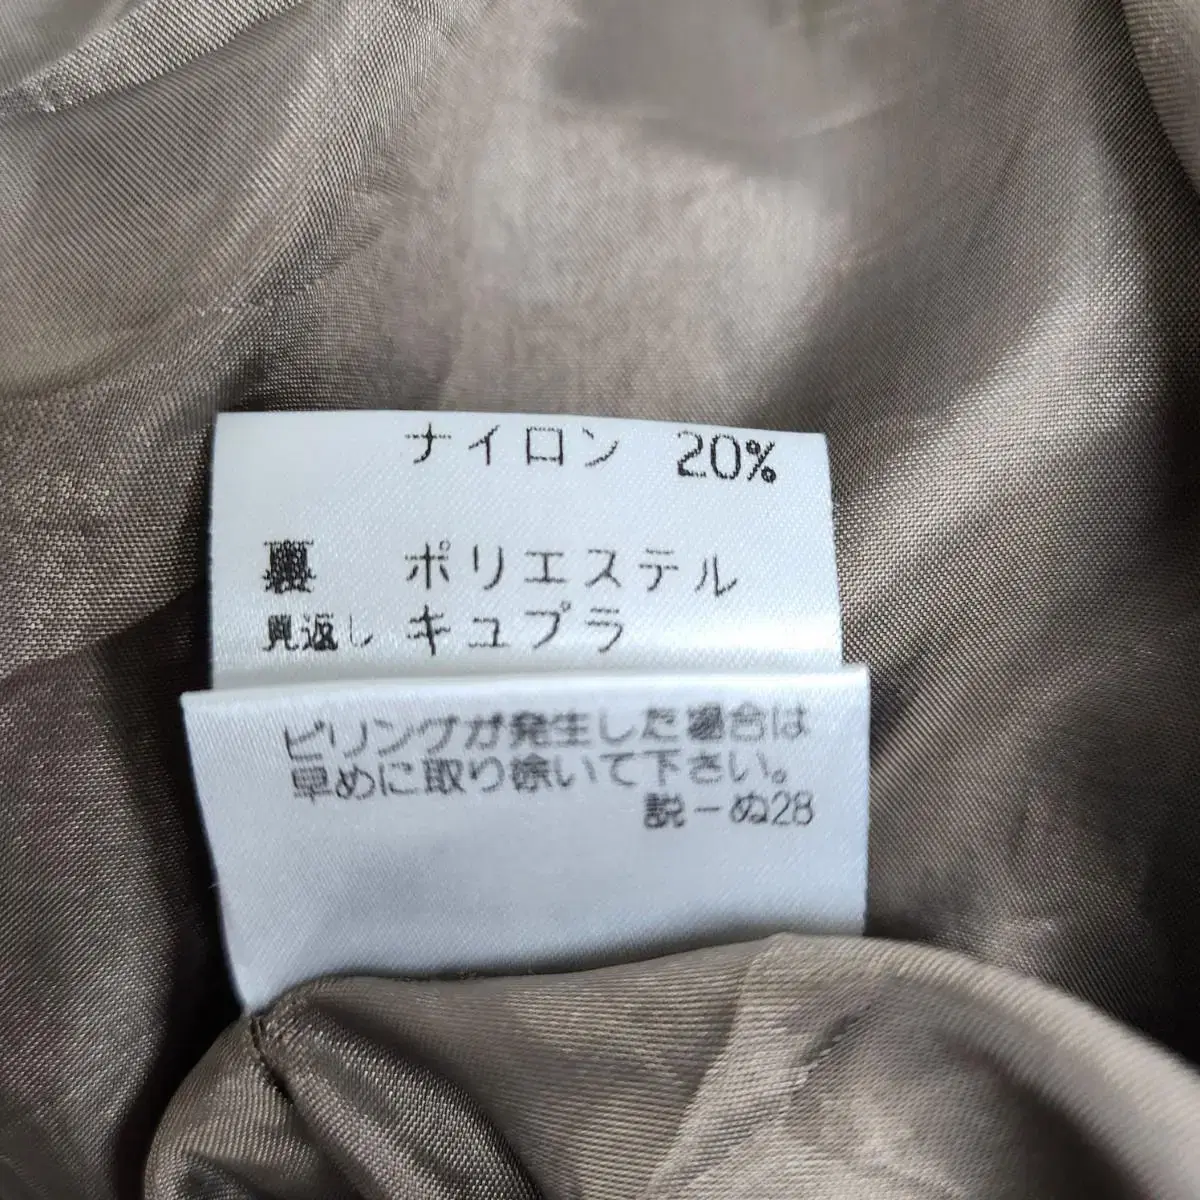 ナイロン 20%
裏 ポリエステル
見返し キュプラ
ピリングが発生した場合は
早めに取り除いて下さい。
説ーぬ28